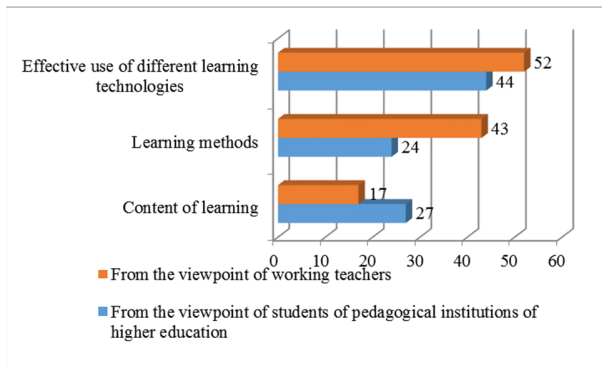 Effective use of different learning
technologies
52
44
Learning methods
43
24
Content of learning
17
27
0 10 20 30 40 50 60
From the viewpoint of working teachers
From the viewpoint of students of pedagogical institutions of
higher education